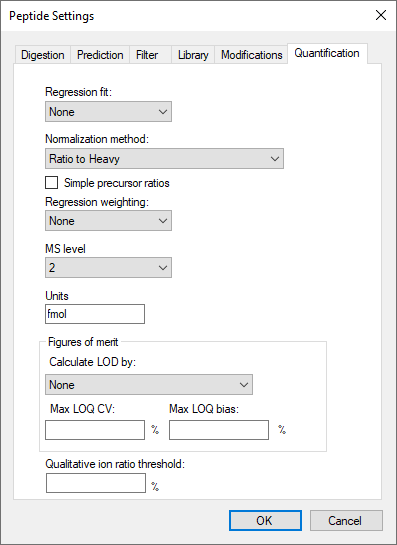 Peptide Settings
Digestion Prediction Filter Library Modifications Quantification
Regression fit:
None
Normalization method:
Ratio to Heavy
Simple precursor ratios
Regression weighting:
None
MS level
2
Units
fmol
Figures of merit
Calculate LOD by:
None
Max LOQ CV: Max LOQ bias:
% %
Qualitative ion ratio threshold:
%
OK Cancel